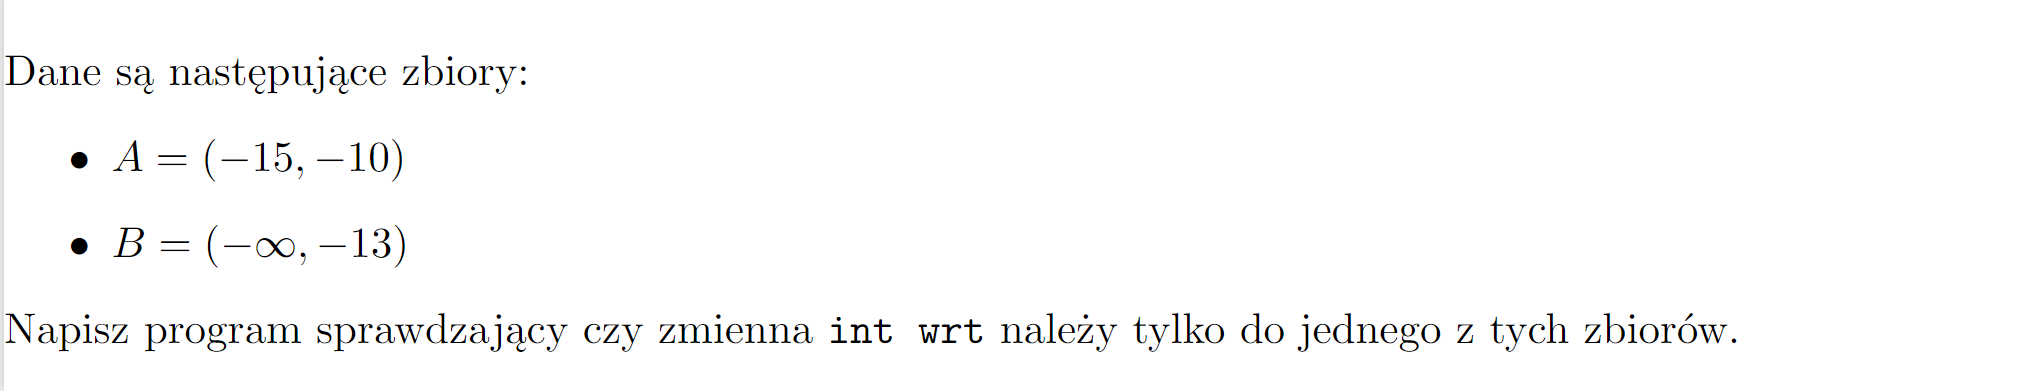 Dane są następujące zbiory:
• A = (−15, −10)
• B = (−∞, −13)
Napisz program sprawdzający czy zmienna int wrt należy tylko do jednego z tych zbiorów.